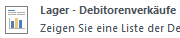 Lager - Debitorenverkäufe
Zeigen Sie eine Liste der De